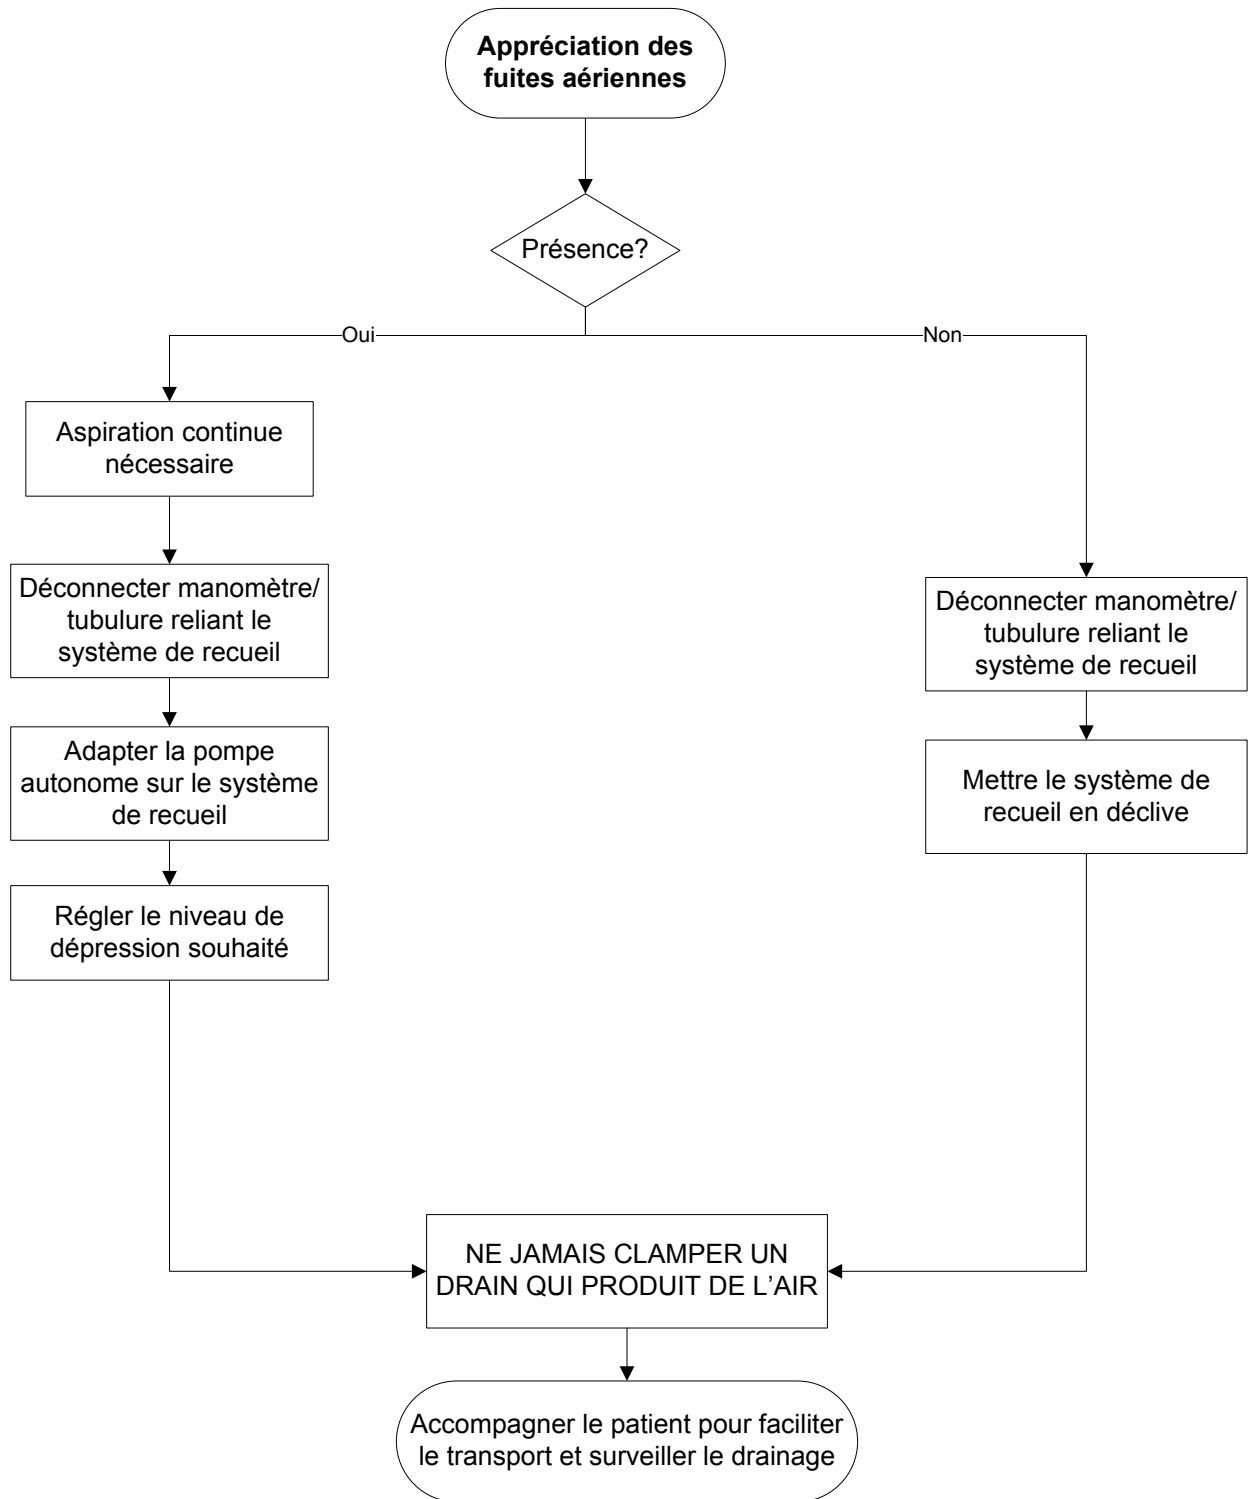 Appréciation des
fuites aériennes
Présence?
Oui
Non
Aspiration continue
nécessaire
Déconnecter manomètre/
tubulure reliant le
système de recueil
Adapter la pompe
autonome sur le système
de recueil
Régler le niveau de
dépression souhaité
Déconnecter manomètre/
tubulure reliant le
système de recueil
Mettre le système de
recueil en déclive
NE JAMAIS CLAMPER UN
DRAIN QUI PRODUIT DE L’AIR
Accompagner le patient pour faciliter
le transport et surveiller le drainage